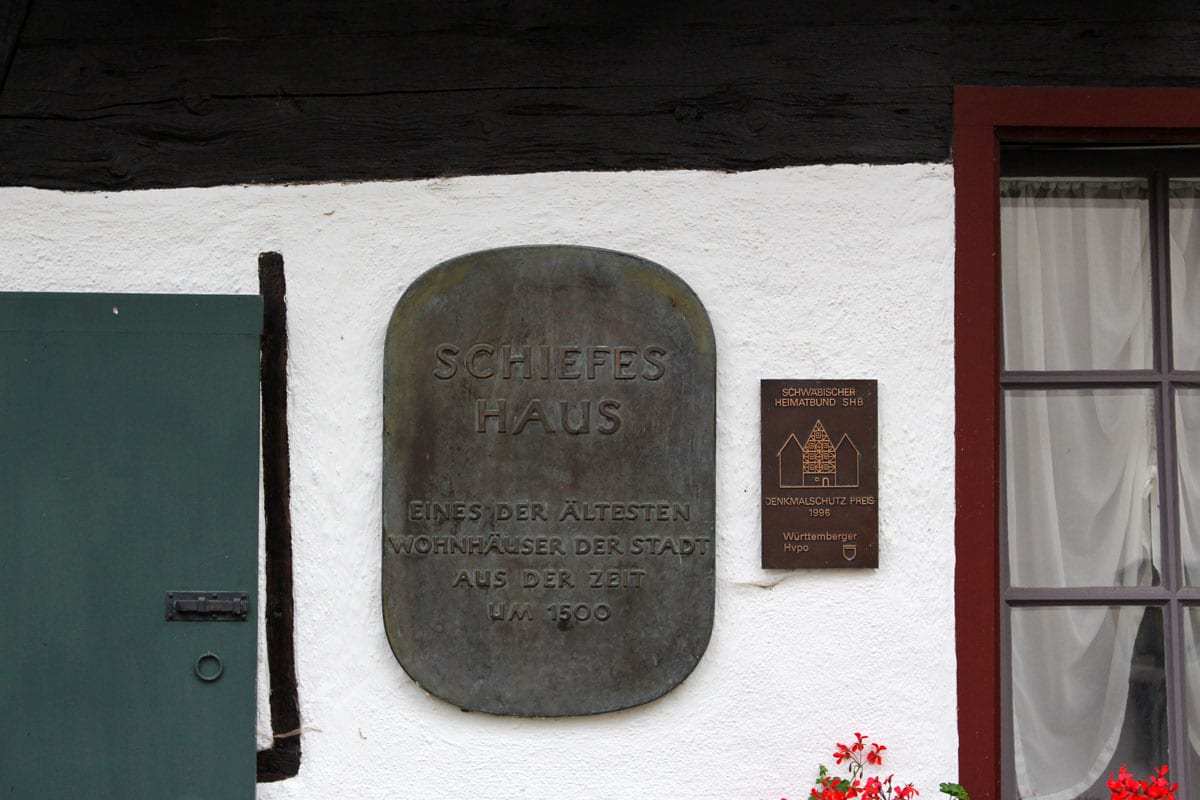 SCHIEFES
HAUS
EINES DER ÄLTESTEN
WOHNHÄUSER DER STADT
AUS DER ZEIT
UM 1500
SCHWÄBISCHER
HEIMATBUND SHB
DENKMALSCHUTZ PREIS
1996
Württemberger
Hypo